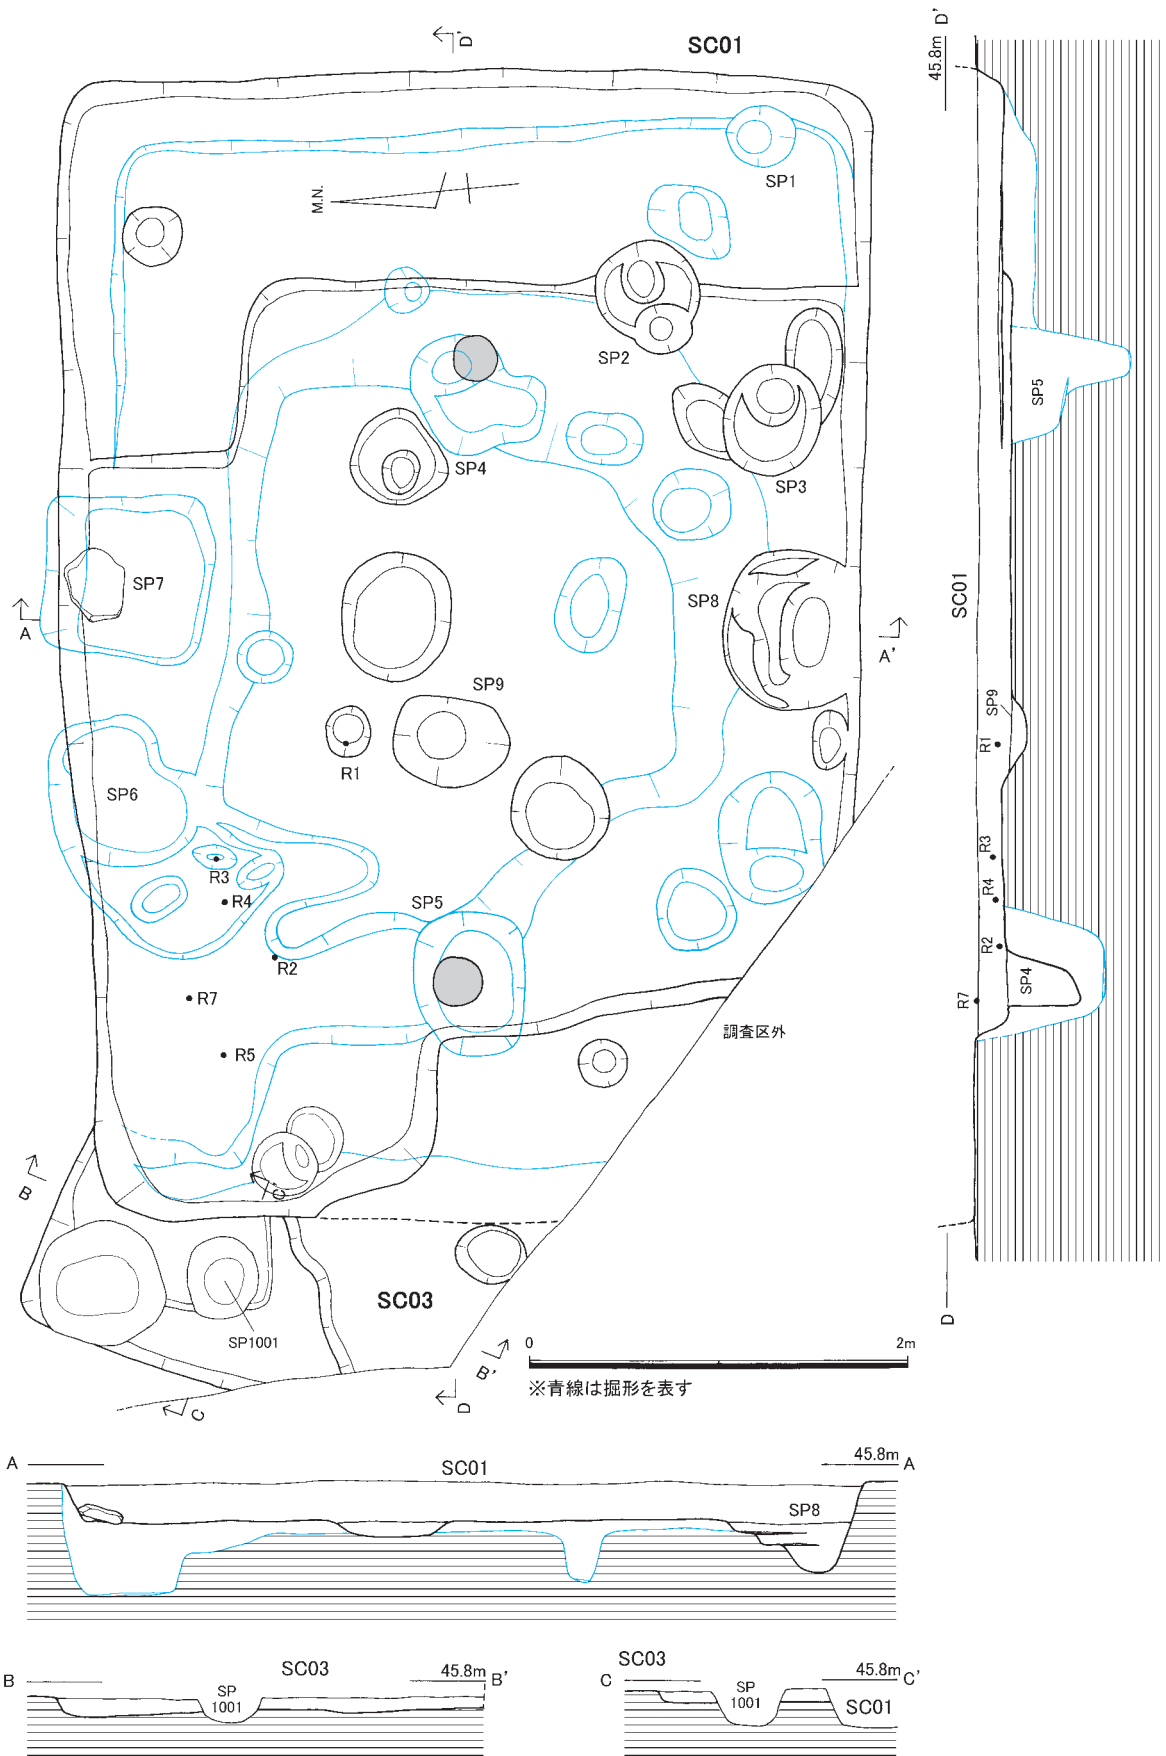 D'
SC01
45.8m D'
SP1
M.N.
SP2
SP5
SP4
SP3
SP7
SP8
A
A'
SC01
SP9
SP9
R1
R1
SP6
R3
R3
R4
R4
SP5
R2
R2
SP4
R7
R7
調査区外
R5
B
C'
SC03
SP1001
D
0 2m
B'
※青線は掘形を表す
D
C
A
SC01
45.8m A
SP8
B
SC03
45.8m B'
SP
1001
SC03
C
45.8m C'
SP
1001
SC01